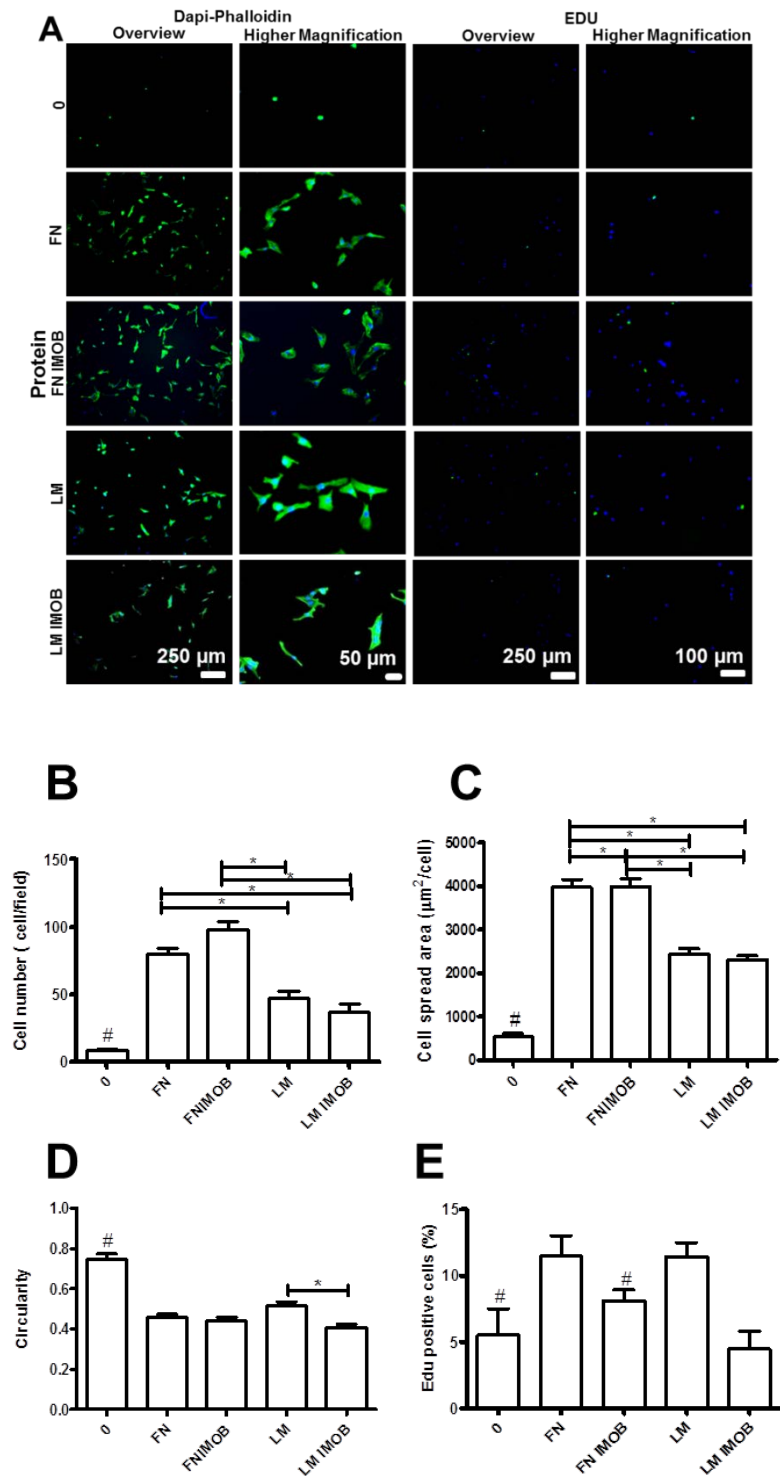 A
Dapi-Phalloidin EDU
Overview Higher Magnification Overview Higher Magnification
0
FN
Protein
FN IMOB
LM
LM IMOB
250 µm 50 µm 250 µm 100 µm
B
Cell number ( cell/field)
150
100
50
0
#
*
*
*
*
0 FN FNIMOB LM LM IMOB
C
Cell spread area (µm²/cell)
5000
4000
3000
2000
1000
0
#
*
*
* *
*
0 FN FNIMOB LM LM IMOB
D
Circularity
1.0
0.8
0.6
0.4
0.2
0.0
#
*
0 FN FNIMOB LM LM IMOB
E
Edu positive cells (%)
15
10
5
0
#
#
0 FN FN IMOB LM LM IMOB